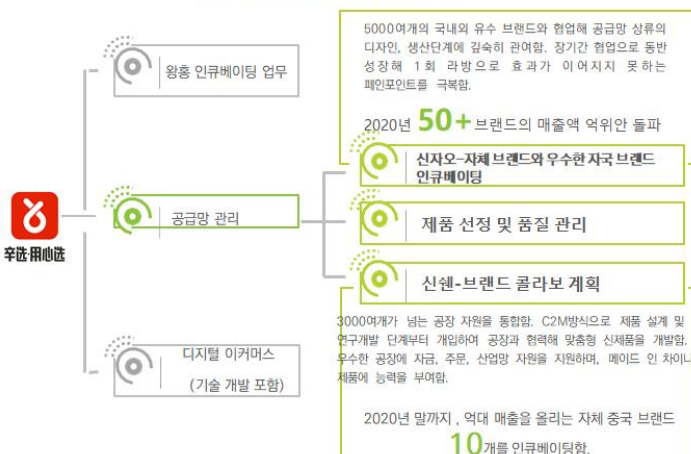 5000여개의 국내외 유수 브랜드와 협업해 공급망 상류의
디자인, 생산단계에 깊숙히 관여함. 장기간 협업으로 동반
성장해 1회 라방으로 효과가 이어지지 못하는
페인포인트를 극복함.
2020년 50+브랜드의 매출액 억위안 돌파
왕홍 인큐베이팅 업무
신자오-자체 브랜드와 우수한 자국 브랜드
인큐베이팅
공급망 관리
제품 선정 및 품질 관리
辛选·用心选
신쉔-브랜드 콜라보 계획
3000여개가 넘는 공장 자원을 통합함. C2M방식으로 제품 설계 및
연구개발 단계부터 개입하여 공장과 협력해 맞춤형 신제품을 개발함.
우수한 공장에 자금, 주문, 산업망 자원을 지원하며, 메이드 인 차이나
제품에 능력을 부여함.
디지털 이커머스
(기술 개발 포함)
2020년 말까지 , 억대 매출을 올리는 자체 중국 브랜드
10개를 인큐베이팅함.